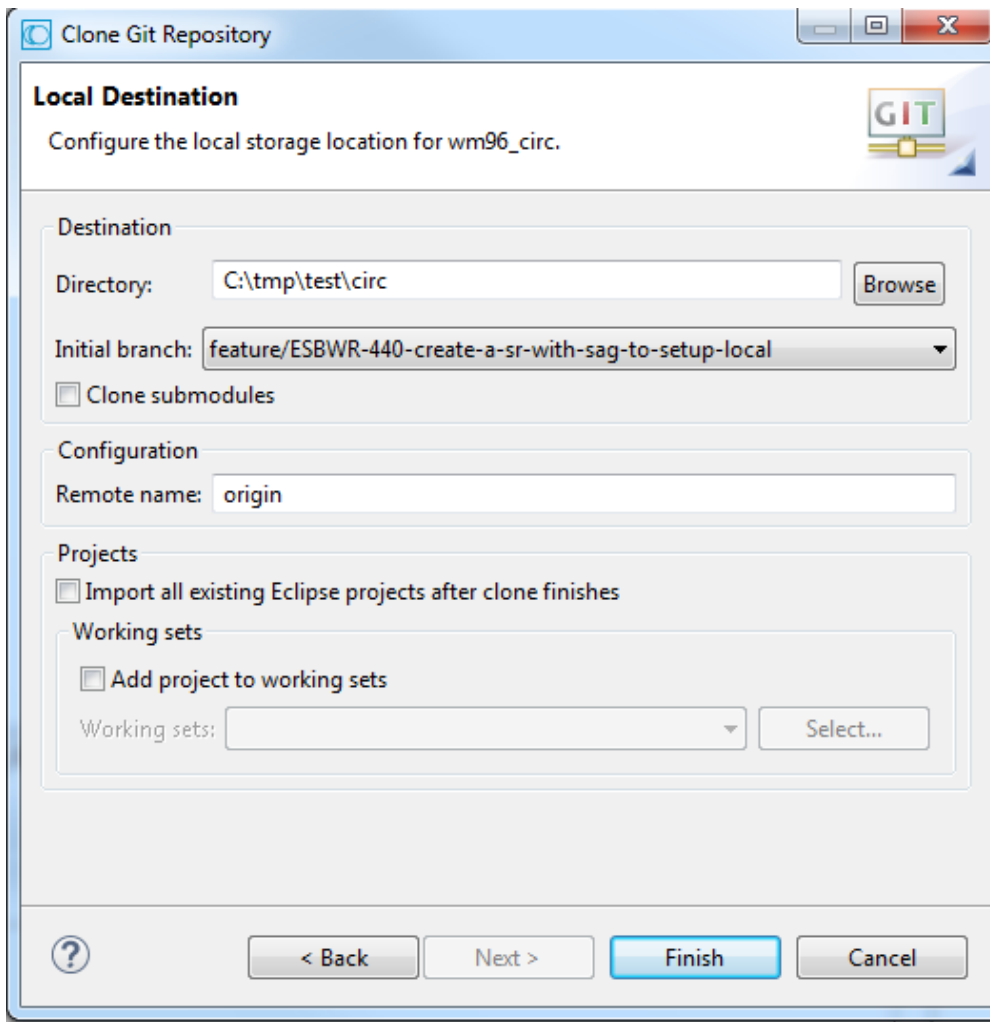 Clone Git Repository
Local Destination
Configure the local storage location for wm96_circ.
GIT
Destination
Directory: C:\tmp\test\circ Browse
Initial branch: feature/ESBWR-440-create-a-sr-with-sag-to-setup-local
Clone submodules
Configuration
Remote name: origin
Projects
Import all existing Eclipse projects after clone finishes
Working sets
Add project to working sets
Working sets: Select...
? < Back Next > Finish Cancel